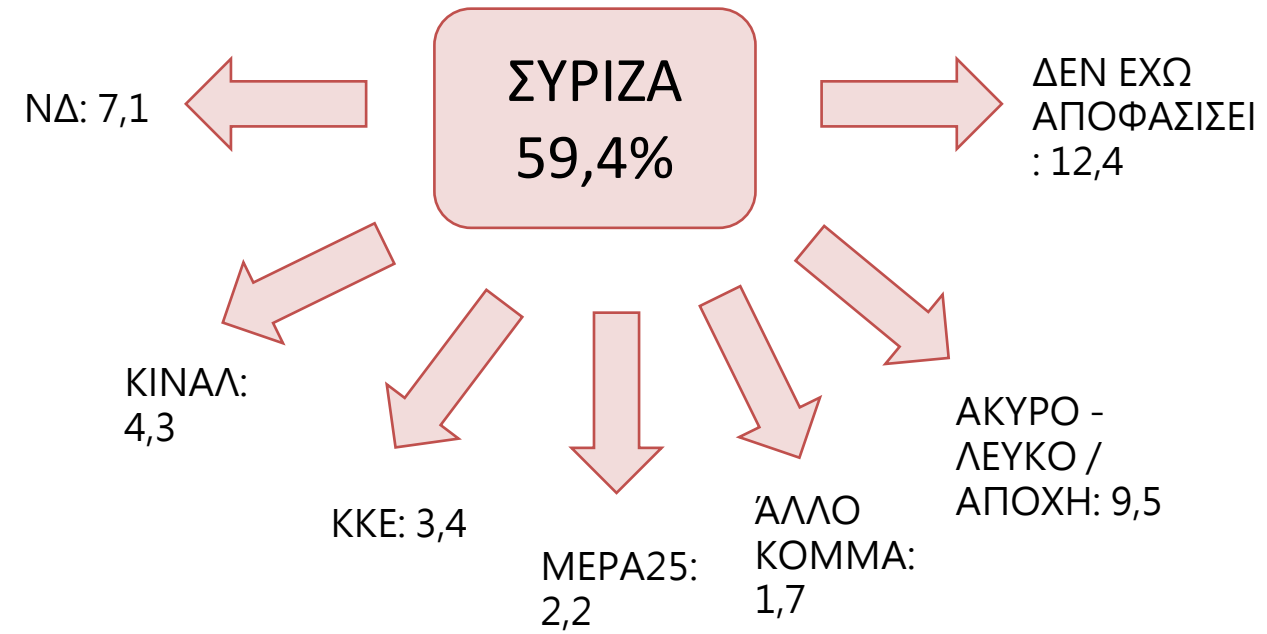 ΣΥΡΙΖΑ
59,4%
ΝΔ: 7,1
ΔΕΝ ΕΧΩ
ΑΠΟΦΑΣΙΣΕΙ
: 12,4
ΚΙΝΑΛ:
4,3
ΚΚΕ: 3,4
ΜΕΡΑ25:
2,2
ΆΛΛΟ
ΚΟΜΜΑ:
1,7
ΑΚΥΡΟ -
ΛΕΥΚΟ /
ΑΠΟΧΗ: 9,5